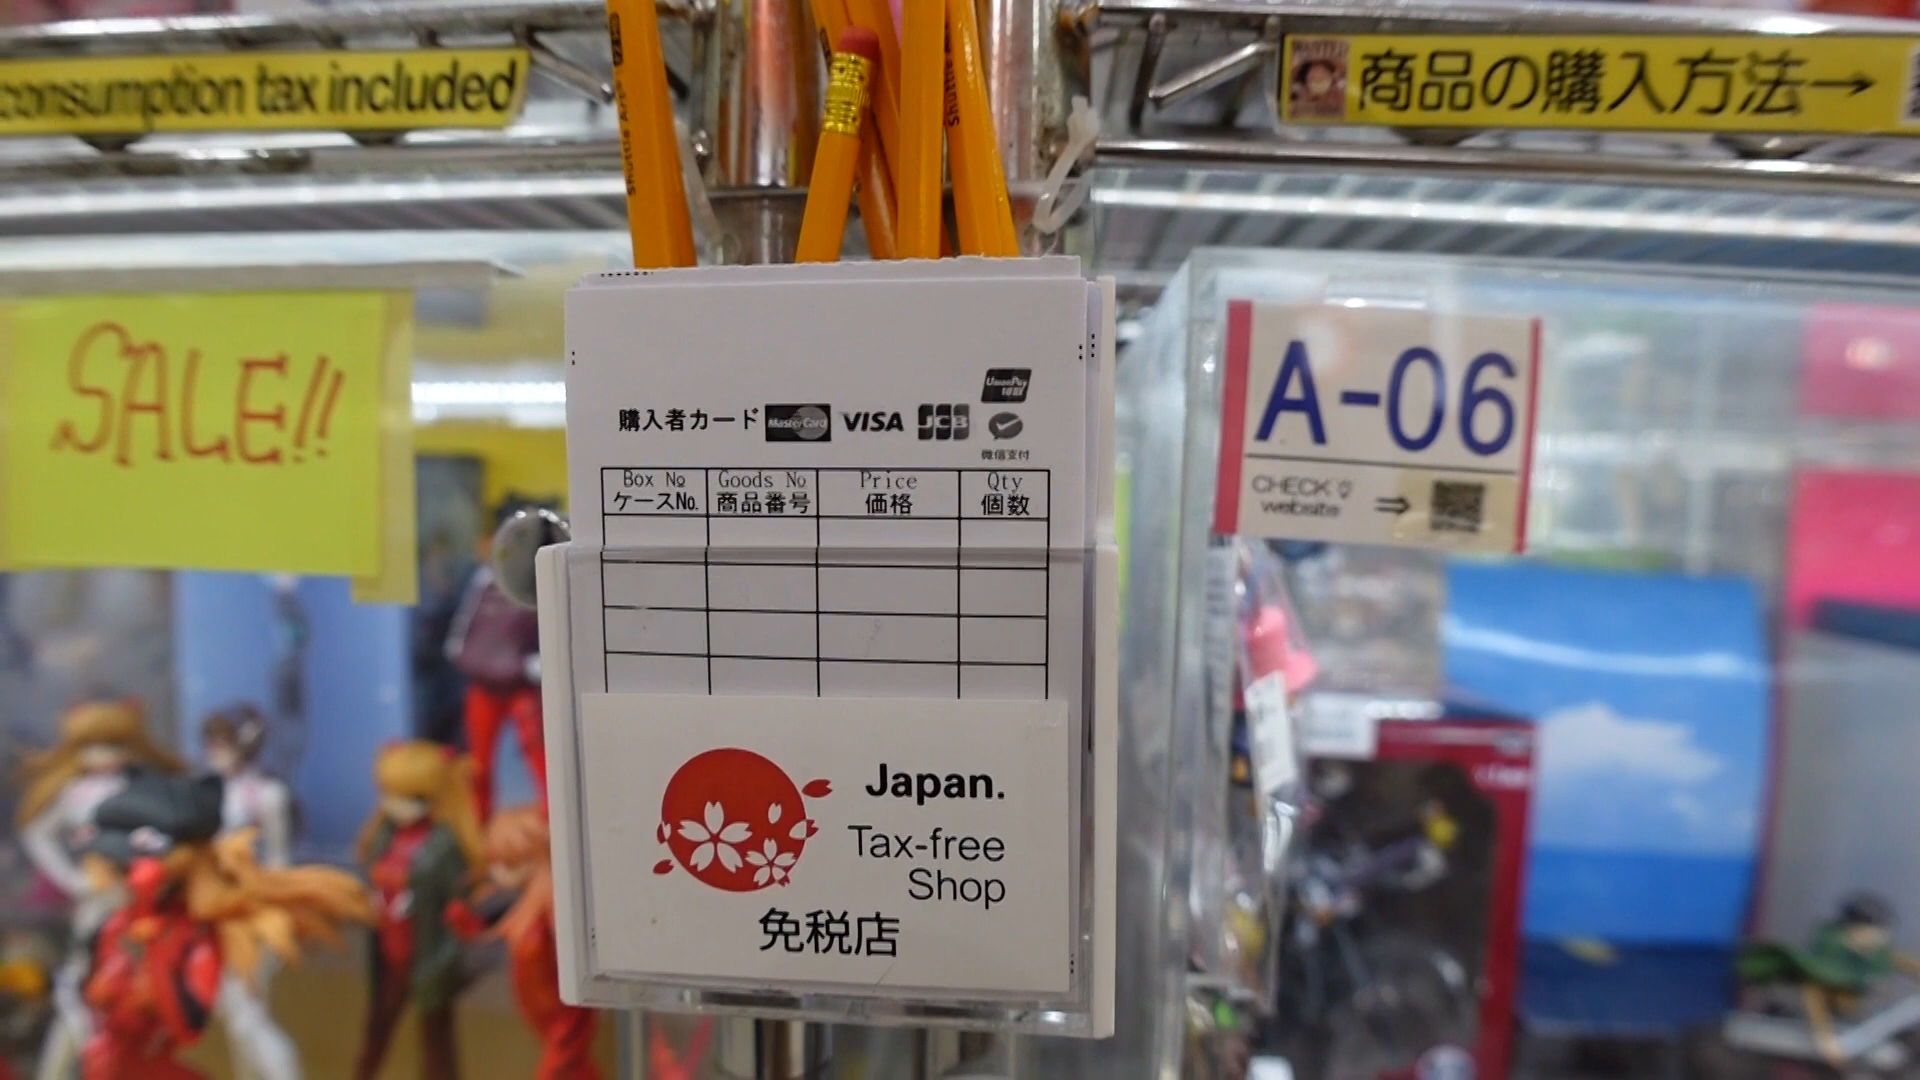 consumption tax included
商品の購入方法→
SALE!!
A-06
CHECK
website ⇒
購入者カード MasterCard VISA JCB
UnionPay
银联
微信支付
Box No Goods No Price Qty
ケースNo. 商品番号 価格 個数
Japan.
Tax-free
Shop
免税店